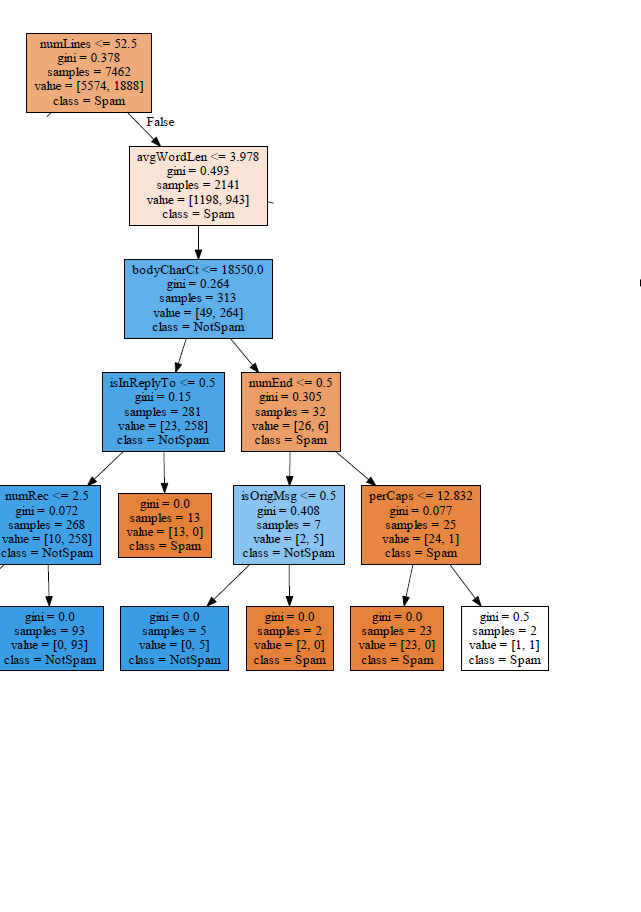 numLines <= 52.5
gini = 0.378
samples = 7462
value = [5574, 1888]
class = Spam
False
avgWordLen <= 3.978
gini = 0.493
samples = 2141
value = [1198, 943]
class = Spam
bodyCharCt <= 18550.0
gini = 0.264
samples = 313
value = [49, 264]
class = NotSpam
isInReplyTo <= 0.5
gini = 0.15
samples = 281
value = [23, 258]
class = NotSpam
numEnd <= 0.5
gini = 0.305
samples = 32
value = [26, 6]
class = Spam
numRec <= 2.5
gini = 0.072
samples = 268
value = [10, 258]
class = NotSpam
gini = 0.0
samples = 13
value = [13, 0]
class = Spam
isOrigMsg <= 0.5
gini = 0.408
samples = 7
value = [2, 5]
class = NotSpam
perCaps <= 12.832
gini = 0.077
samples = 25
value = [24, 1]
class = Spam
gini = 0.0
samples = 93
value = [0, 93]
class = NotSpam
gini = 0.0
samples = 5
value = [0, 5]
class = NotSpam
gini = 0.0
samples = 2
value = [2, 0]
class = Spam
gini = 0.0
samples = 23
value = [23, 0]
class = Spam
gini = 0.5
samples = 2
value = [1, 1]
class = Spam